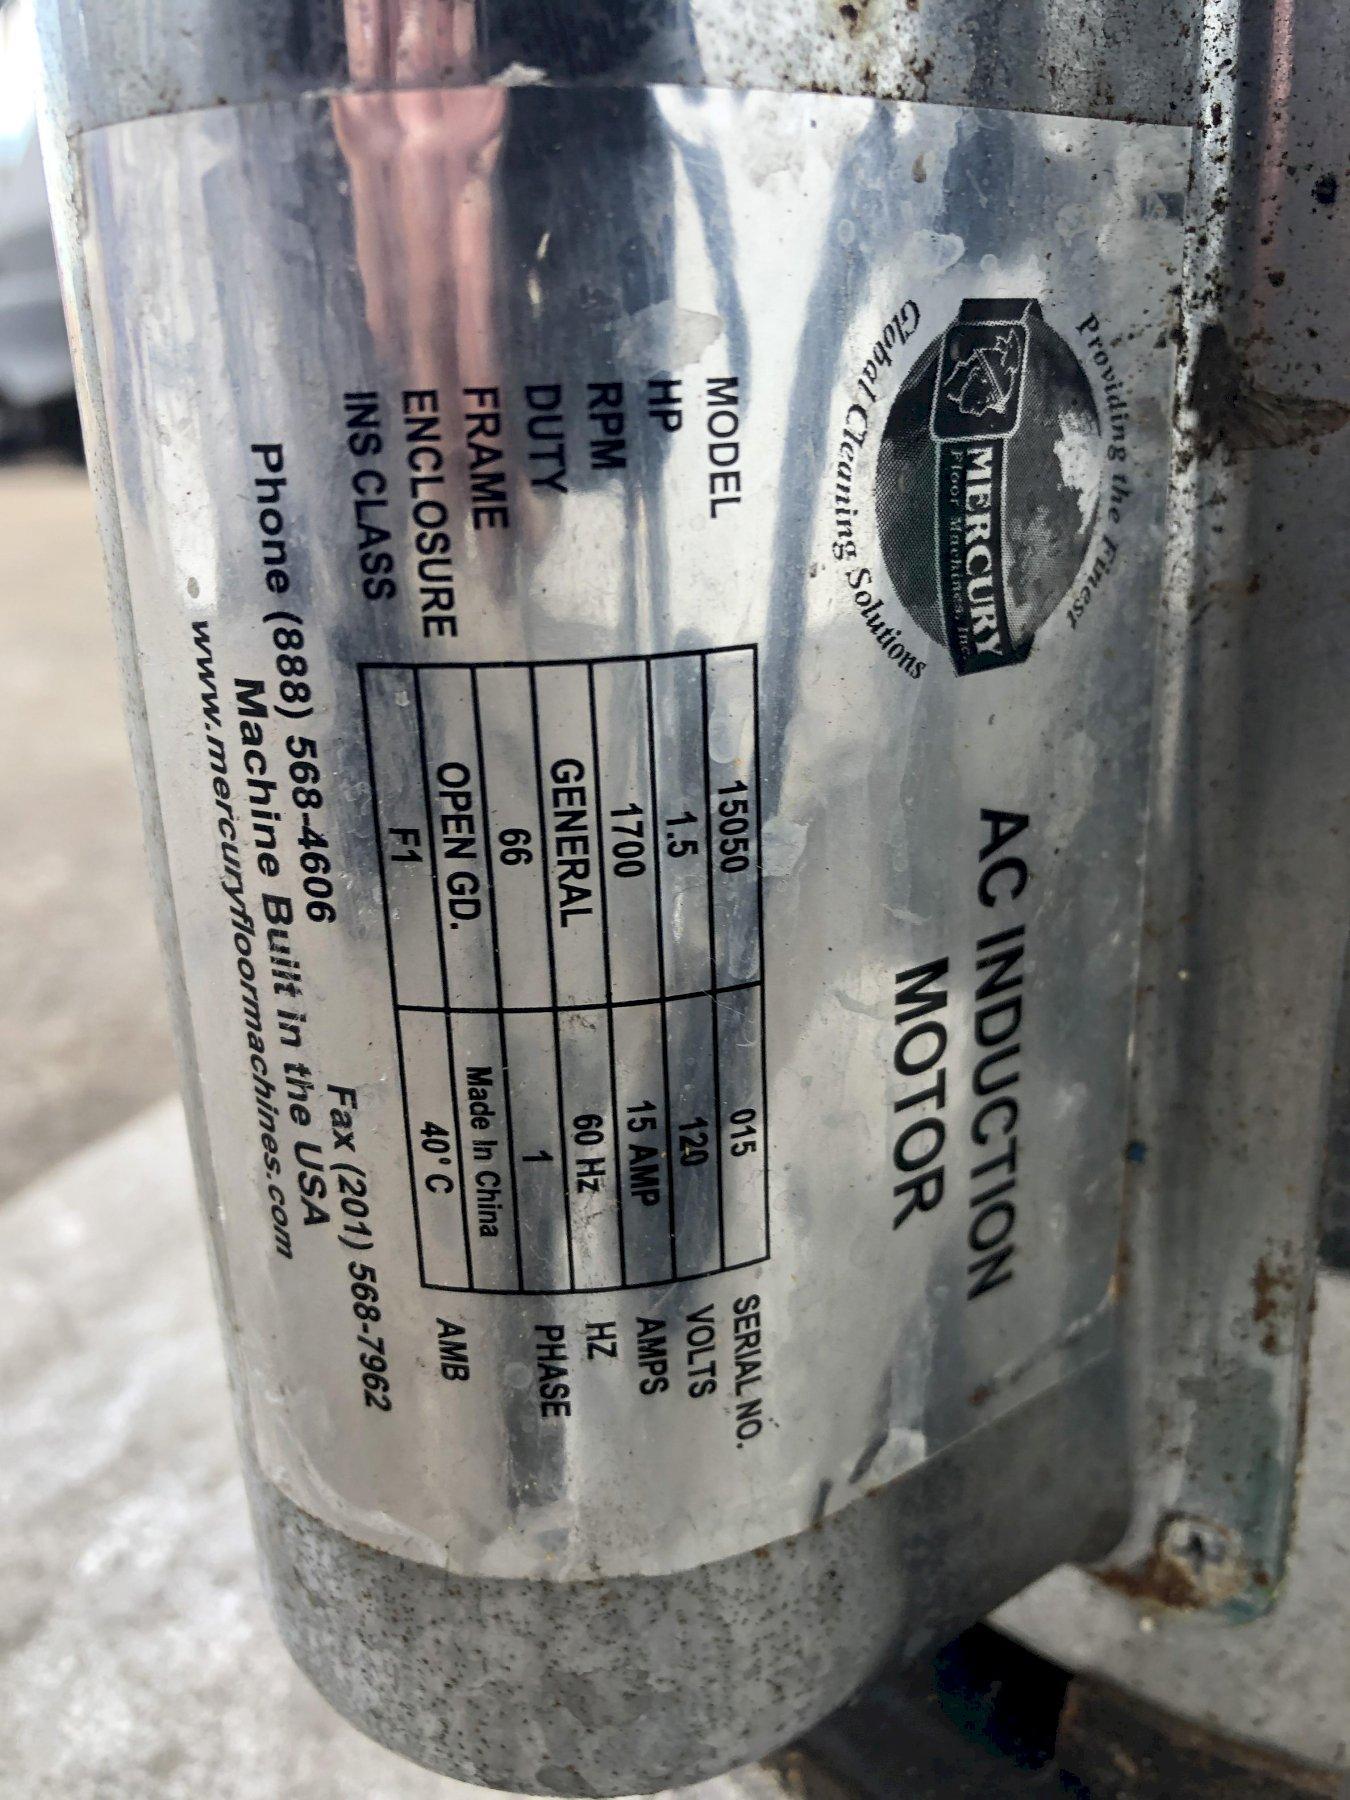 Providing the Finest
MERCURY
Floor Machines, Inc.
Global Cleaning Solutions
AC INDUCTION
MOTOR
MODEL 15050 015 SERIAL NO.
HP 1.5 120 VOLTS
RPM 1700 15 AMP AMPS
DUTY GENERAL 60 Hz HZ
FRAME 66 1 PHASE
ENCLOSURE OPEN GD. Made In China
INS CLASS F1 40°C AMB
Phone (888) 568-4606 Fax (201) 568-7962
Machine Built in the USA
www.mercuryfloormachines.com